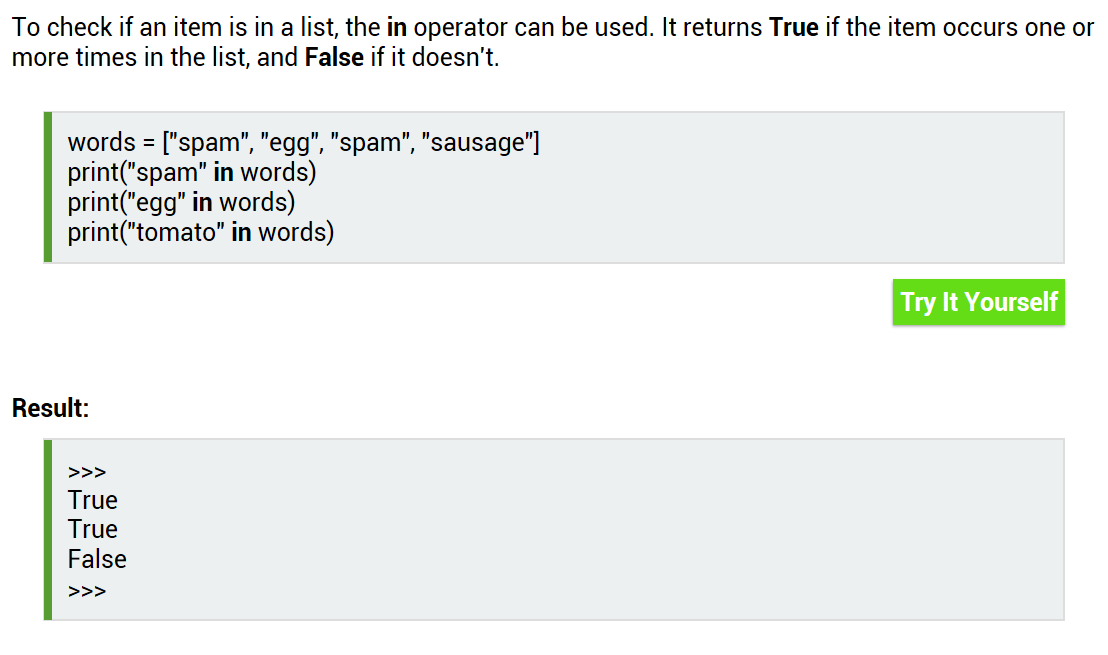 To check if an item is in a list, the in operator can be used. It returns True if the item occurs one or
more times in the list, and False if it doesn't.
words = ["spam", "egg", "spam", "sausage"]
print("spam" in words)
print("egg" in words)
print("tomato" in words)
Try It Yourself
Result:
>>>
True
True
False
>>>